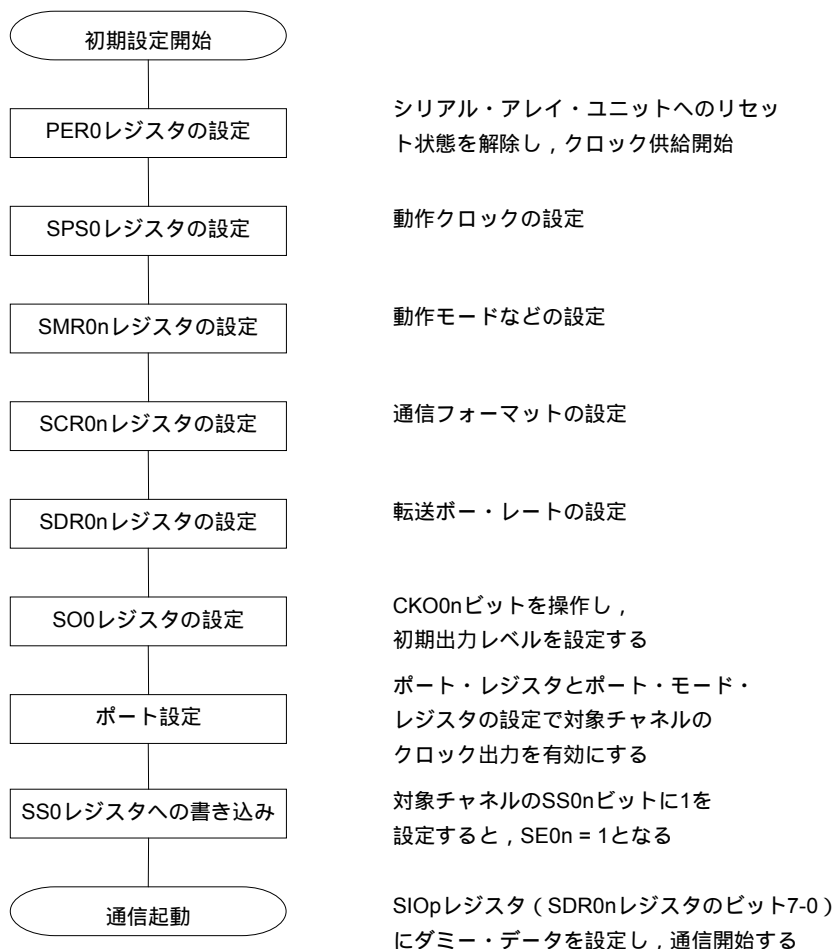 初期設定開始
PER0レジスタの設定
シリアル・アレイ・ユニットへのリセッ
ト状態を解除し，クロック供給開始
SPS0レジスタの設定
動作クロックの設定
SMR0nレジスタの設定
動作モードなどの設定
SCR0nレジスタの設定
通信フォーマットの設定
SDR0nレジスタの設定
転送ボー・レートの設定
SO0レジスタの設定
CKO0nビットを操作し，
初期出力レベルを設定する
ポート設定
ポート・レジスタとポート・モード・
レジスタの設定で対象チャネルの
クロック出力を有効にする
SS0レジスタへの書き込み
対象チャネルのSS0nビットに1を
設定すると，SE0n = 1となる
通信起動
SIOpレジスタ（SDR0nレジスタのビット7-0）
にダミー・データを設定し，通信開始する